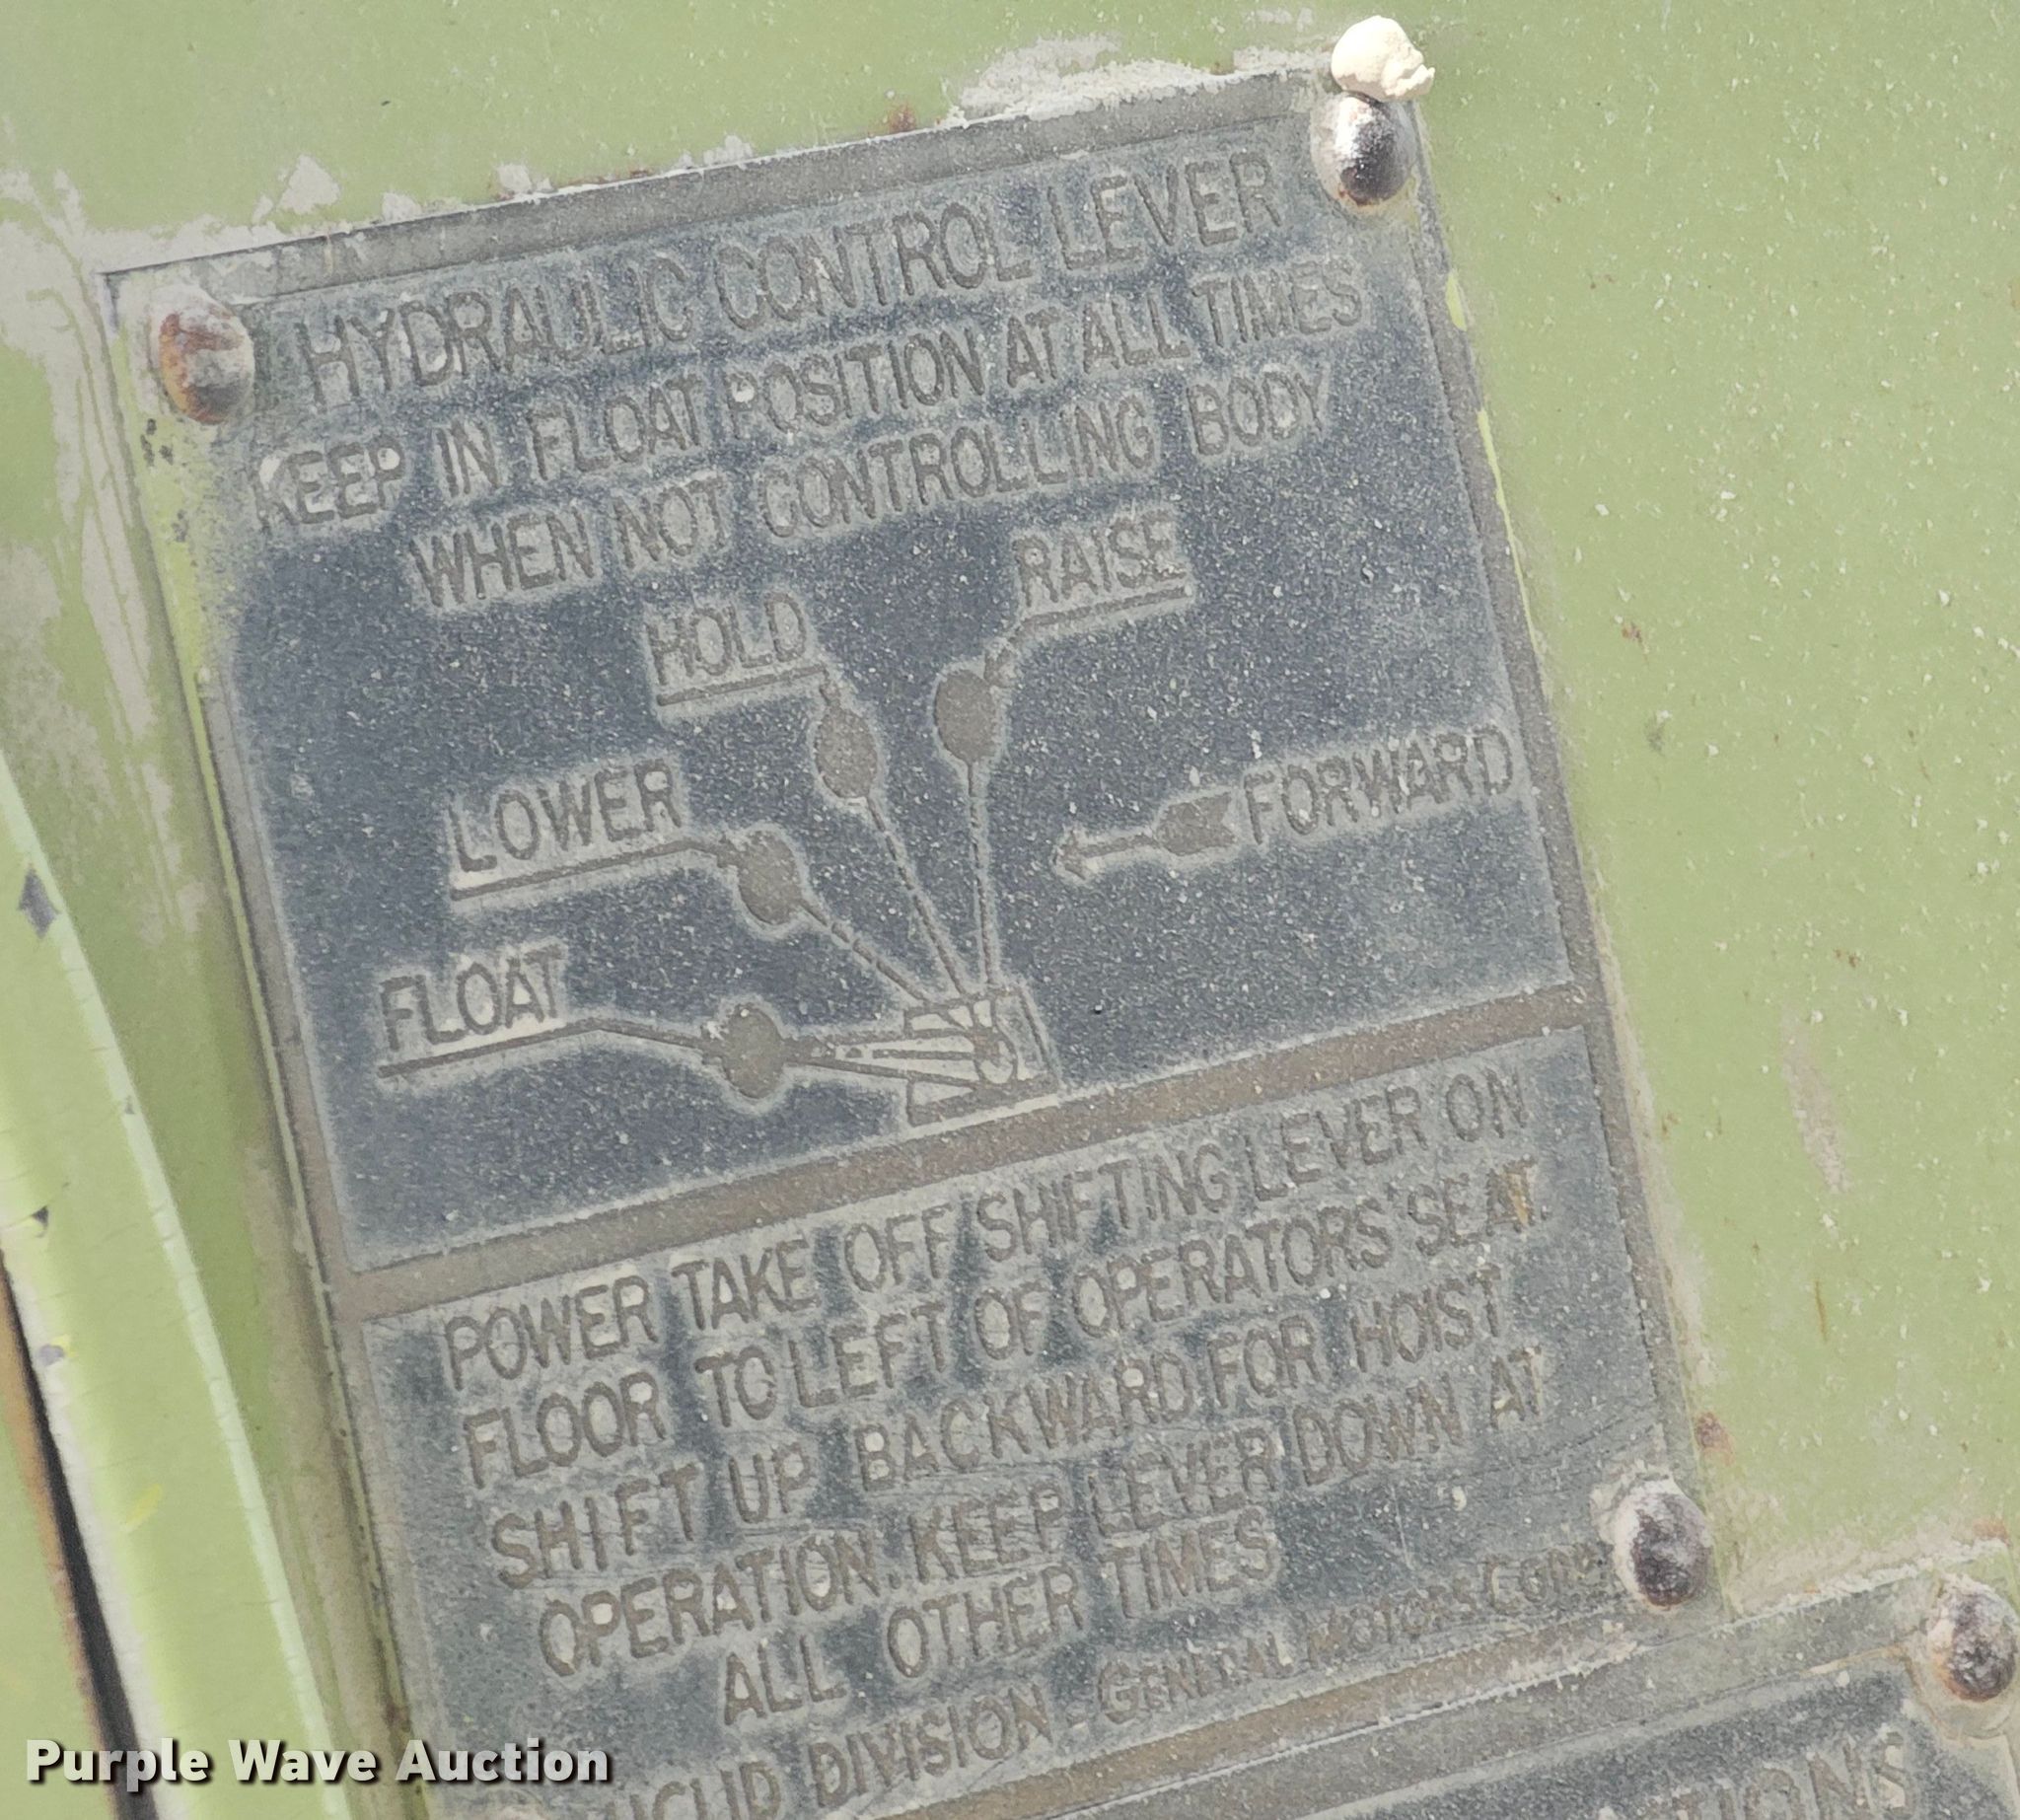 HYDRAULIC CONTROL LEVER
KEEP IN FLOAT POSITION AT ALL TIMES
WHEN NOT CONTROLLING BODY
RAISE
HOLD
FORWARD
LOWER
FLOAT
POWER TAKE OFF SHIFTING LEVER ON
FLOOR TO LEFT OF OPERATORS SEAT.
SHIFT UP BACKWARD FOR HOIST
OPERATION. KEEP LEVER DOWN AT
ALL OTHER TIMES
DIVISION - GENERAL MOTORS CORP.
Purple Wave Auction